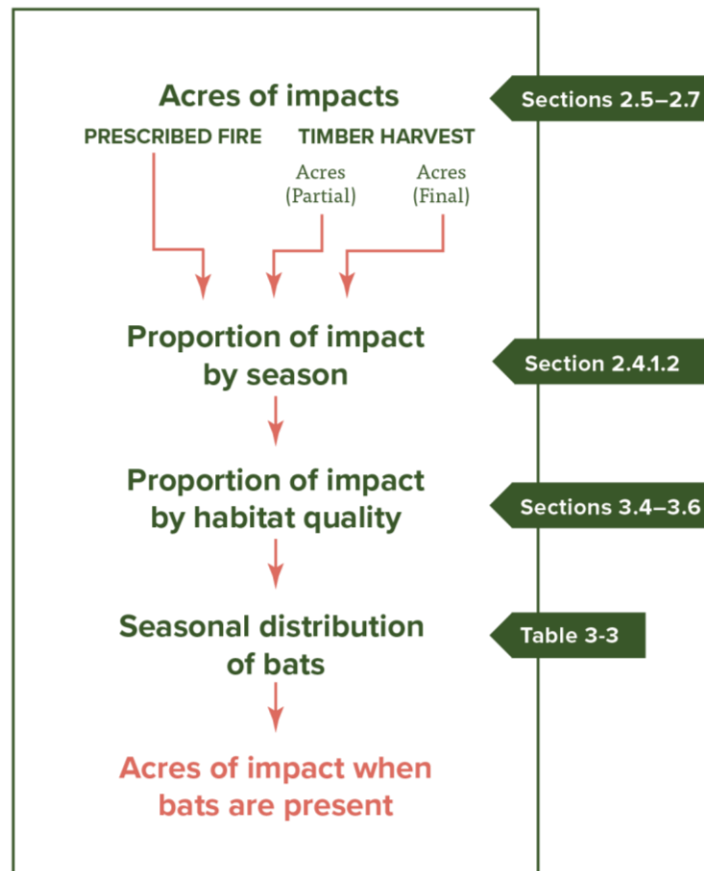 Acres of impacts
Sections 2.5–2.7
PRESCRIBED FIRE
TIMBER HARVEST
Acres
(Partial)
Acres
(Final)
Proportion of impact
by season
Section 2.4.1.2
Proportion of impact
by habitat quality
Sections 3.4–3.6
Seasonal distribution
of bats
Table 3-3
Acres of impact when
bats are present